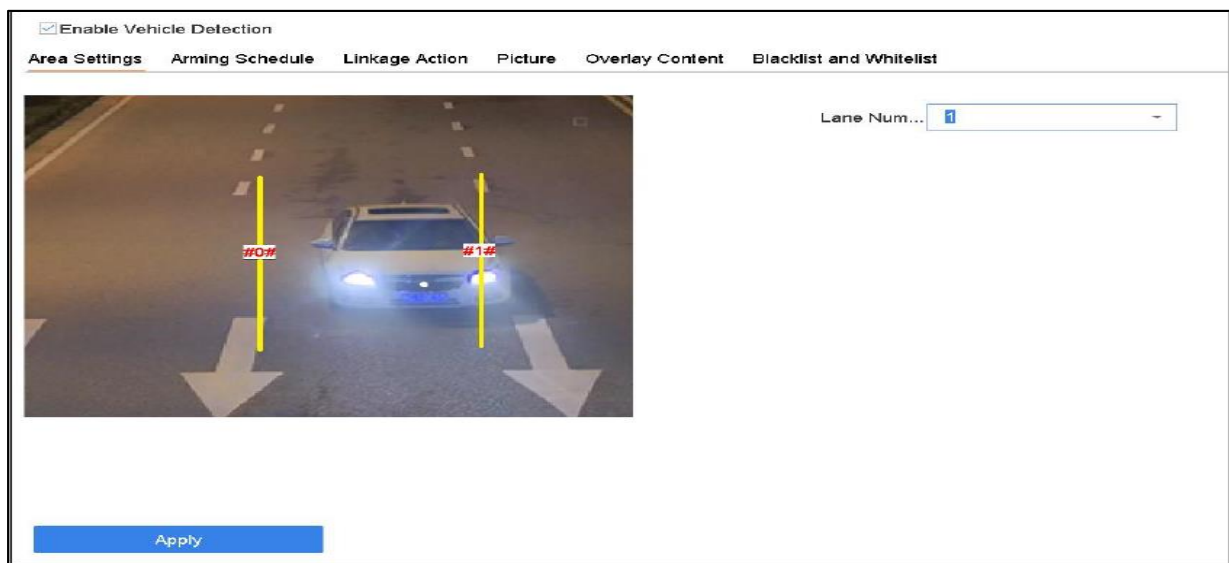 Enable Vehicle Detection
Area Settings Arming Schedule Linkage Action Picture Overlay Content Blacklist and Whitelist
Lane Num... 1
#0# #1#
Apply